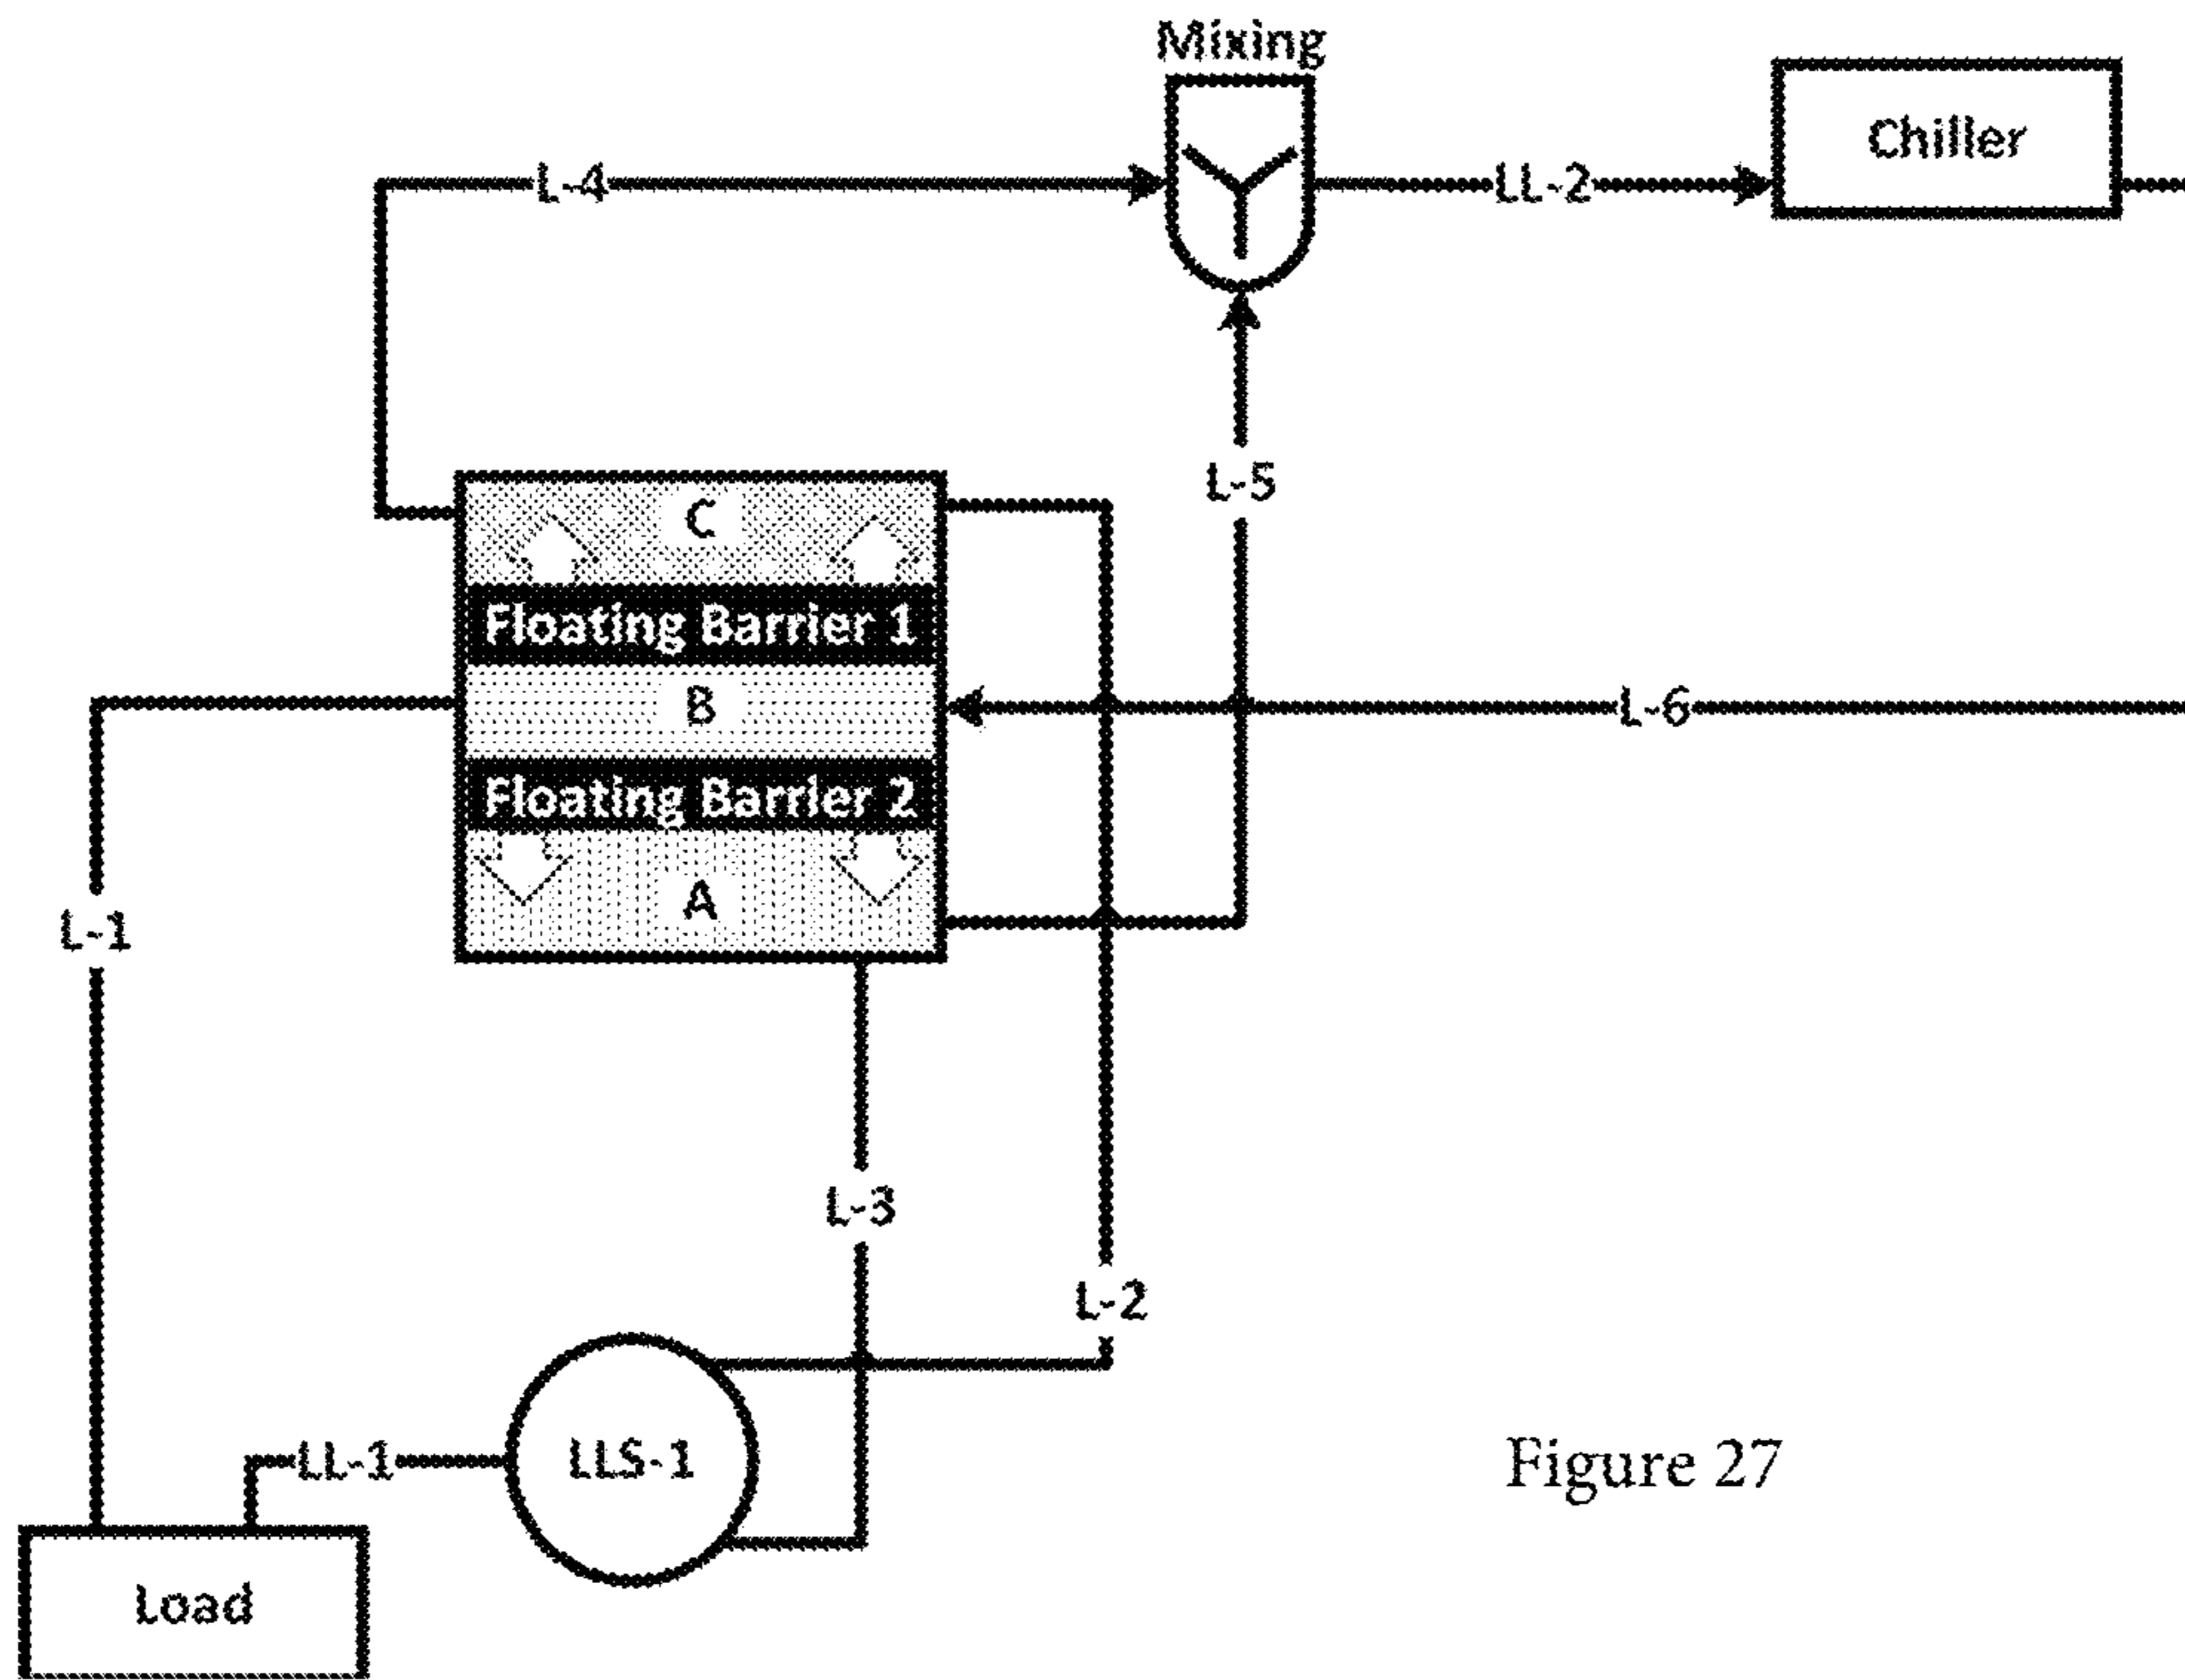 Mixing
Chiller
L-4
LL-2
L-5
C
Floating Barrier 1
B
L-6
Floating Barrier 2
A
L-1
L-3
L-2
LL-1
LLS-1
Figure 27
Load